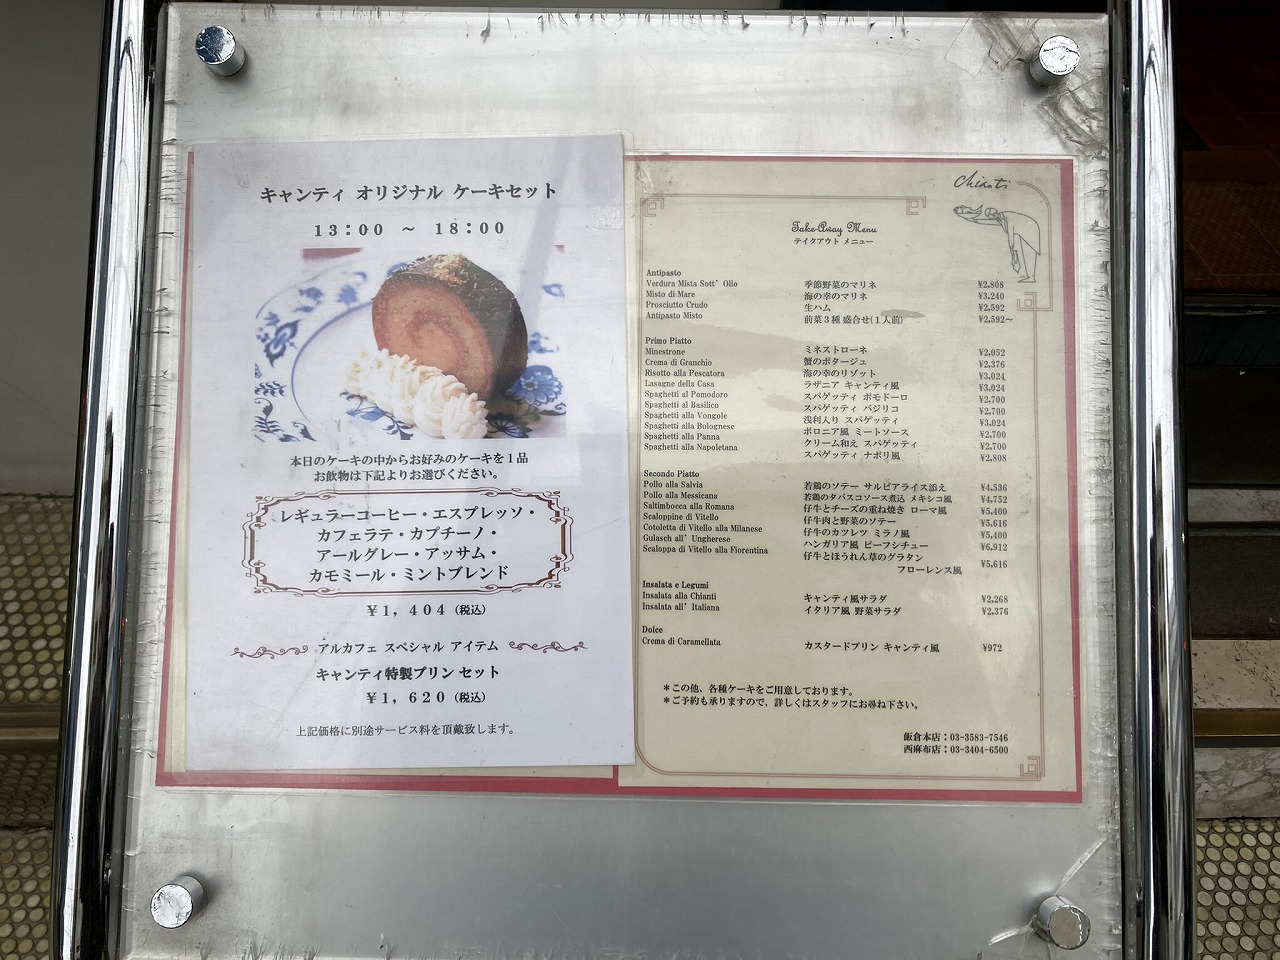 キャンティ オリジナル ケーキセット
13:00 ～ 18:00
本日のケーキの中からお好みのケーキを１品
お飲物は下記よりお選びください。
レギュラーコーヒー・エスプレッソ・
カフェラテ・カプチーノ・
アールグレー・アッサム・
カモミール・ミントブレンド
￥1,404（税込）
アルカフェ スペシャル アイテム
キャンティ特製プリン セット
￥1,620（税込）
上記価格に別途サービス料を頂戴致します。
Chianti
Take-Away Menu
テイクアウト メニュー
Antipasto
Verdura Mista Sott' Olio 季節野菜のマリネ ¥2,808
Misto di Mare 海の幸のマリネ ¥3,240
Prosciutto Crudo 生ハム ¥2,592
Antipasto Misto 前菜３種 盛合せ(１人前) ¥2,592～
Primo Piatto
Minestrone ミネストローネ ¥2,052
Crema di Granchio 蟹のポタージュ ¥2,376
Risotto alla Pescatora 海の幸のリゾット ¥3,024
Lasagne della Casa ラザニア キャンティ風 ¥3,024
Spaghetti al Pomodoro スパゲッティ ポモドーロ ¥2,700
Spaghetti al Basilico スパゲッティ バジリコ ¥2,700
Spaghetti alla Vongole 浅利入り スパゲッティ ¥3,024
Spaghetti alla Bolognese ボロニア風 ミートソース ¥2,700
Spaghetti alla Panna クリーム和え スパゲッティ ¥2,700
Spaghetti alla Napoletana スパゲッティ ナポリ風 ¥2,808
Secondo Piatto
Pollo alla Salvia 若鶏のソテー サルビアライス添え ¥4,536
Pollo alla Messicana 若鶏のタバスコソース煮込 メキシコ風 ¥4,752
Saltimbocca alla Romana 仔牛とチーズの重ね焼き ローマ風 ¥5,400
Scaloppine di Vitello 仔牛肉と野菜のソテー ¥5,616
Cotoletta di Vitello alla Milanese 仔牛のカツレツ ミラノ風 ¥5,400
Gulasch all' Ungherese ハンガリア風 ビーフシチュー ¥6,912
Scaloppa di Vitello alla Fiorentina 仔牛とほうれん草のグラタン
フローレンス風 ¥5,616
Insalata e Legumi
Insalata alla Chianti キャンティ風サラダ ¥2,268
Insalata all' Italiana イタリア風 野菜サラダ ¥2,376
Dolce
Crema di Caramellata カスタードプリン キャンティ風 ¥972
＊この他、各種ケーキをご用意しております。
＊ご予約も承りますので、詳しくはスタッフにお尋ね下さい。
飯倉本店：03-3583-7546
西麻布店：03-3404-6500